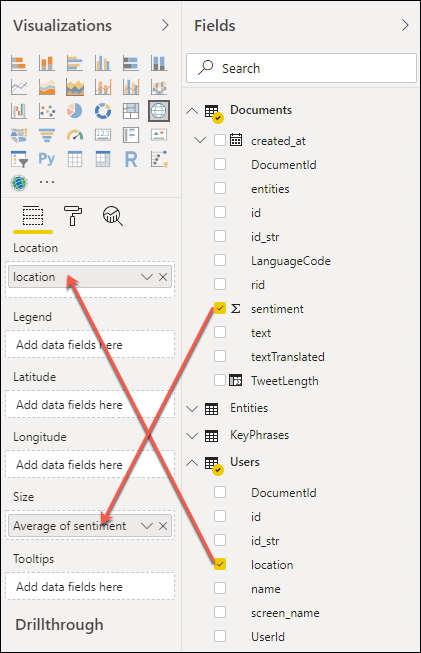 Visualizations
Py
123
R
Location
location
Legend
Add data fields here
Latitude
Add data fields here
Longitude
Add data fields here
Size
Average of sentiment
Tooltips
Add data fields here
Drillthrough
Fields
Search
Documents
created_at
DocumentId
entities
id
id_str
LanguageCode
rid
Σ sentiment
text
textTranslated
TweetLength
Entities
KeyPhrases
Users
DocumentId
id
id_str
location
name
screen_name
UserId